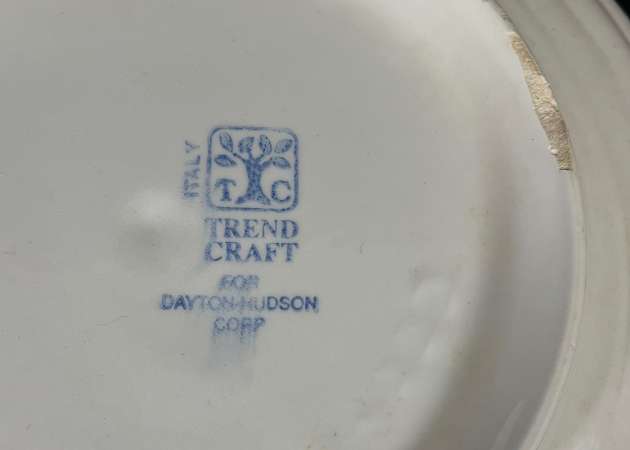 ITALY
T C
TREND
CRAFT
FOR
DAYTON-HUDSON
CORP